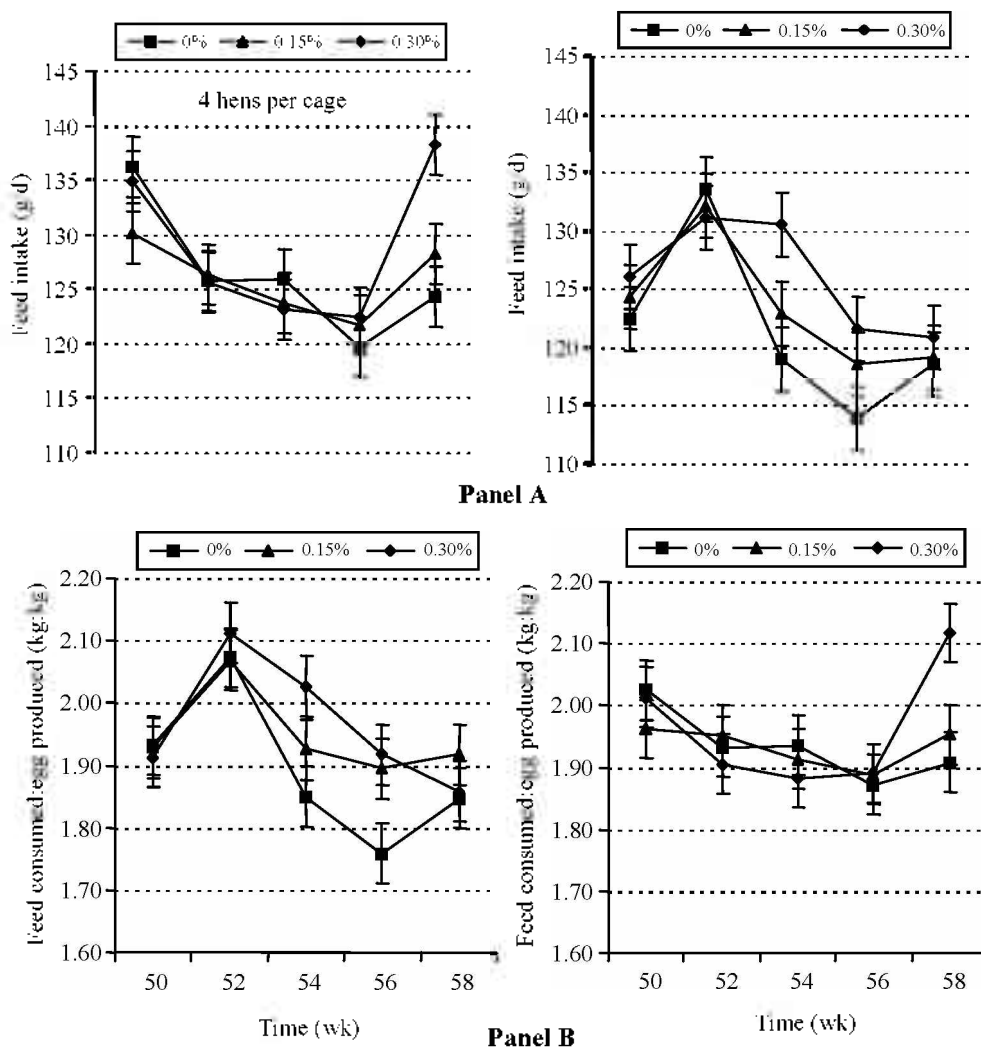 0% 0.15% 0.30%
4 hens per cage
145
140
135
130
125
120
115
110
Feed intake (g/d)
0% 0.15% 0.30%
145
140
135
130
125
120
115
110
Feed intake (g/d)
Panel A
0% 0.15% 0.30%
2.20
2.10
2.00
1.90
1.80
1.70
1.60
Feed consumed:egg produced (kg:kg)
50 52 54 56 58
Time (wk)
0% 0.15% 0.30%
2.20
2.10
2.00
1.90
1.80
1.70
1.60
Feed consumed:egg produced (kg:kg)
50 52 54 56 58
Time (wk)
Panel B